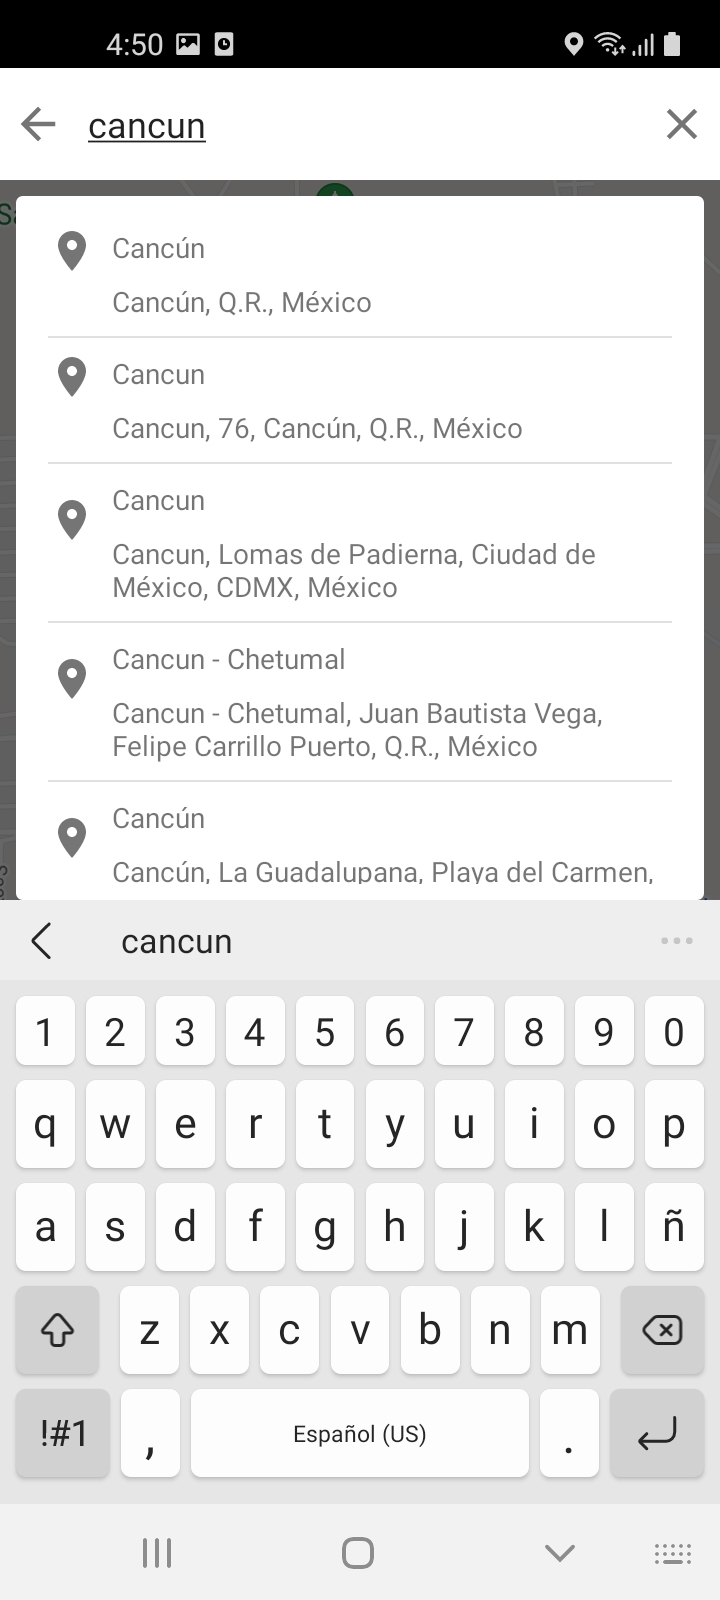 4:50
cancun
Cancún
Cancún, Q.R., México
Cancun
Cancun, 76, Cancún, Q.R., México
Cancun
Cancun, Lomas de Padierna, Ciudad de
México, CDMX, México
Cancun - Chetumal
Cancun - Chetumal, Juan Bautista Vega,
Felipe Carrillo Puerto, Q.R., México
Cancún
Cancún, La Guadalupana, Playa del Carmen,
cancun
1 2 3 4 5 6 7 8 9 0
q w e r t y u i o p
a s d f g h j k l ñ
z x c v b n m
!#1 , Español (US) .